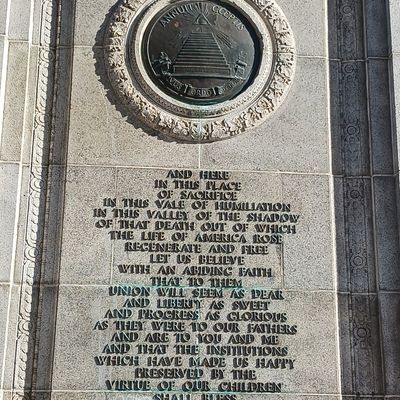 ANNUIT COEPTIS
ORDO
AND HERE
IN THIS PLACE
OF SACRIFICE
IN THIS VALE OF HUMILIATION
IN THIS VALLEY OF THE SHADOW
OF THAT DEATH OUT OF WHICH
THE LIFE OF AMERICA ROSE
REGENERATE AND FREE
LET US BELIEVE
WITH AN ABIDING FAITH
THAT TO THEM
UNION WILL SEEM AS DEAR
AND LIBERTY AS SWEET
AND PROGRESS AS GLORIOUS
AS THEY WERE TO OUR FATHERS
AND ARE TO YOU AND ME
AND THAT THE INSTITUTIONS
WHICH HAVE MADE US HAPPY
PRESERVED BY THE
VIRTUE OF OUR CHILDREN
SHALL BLESS